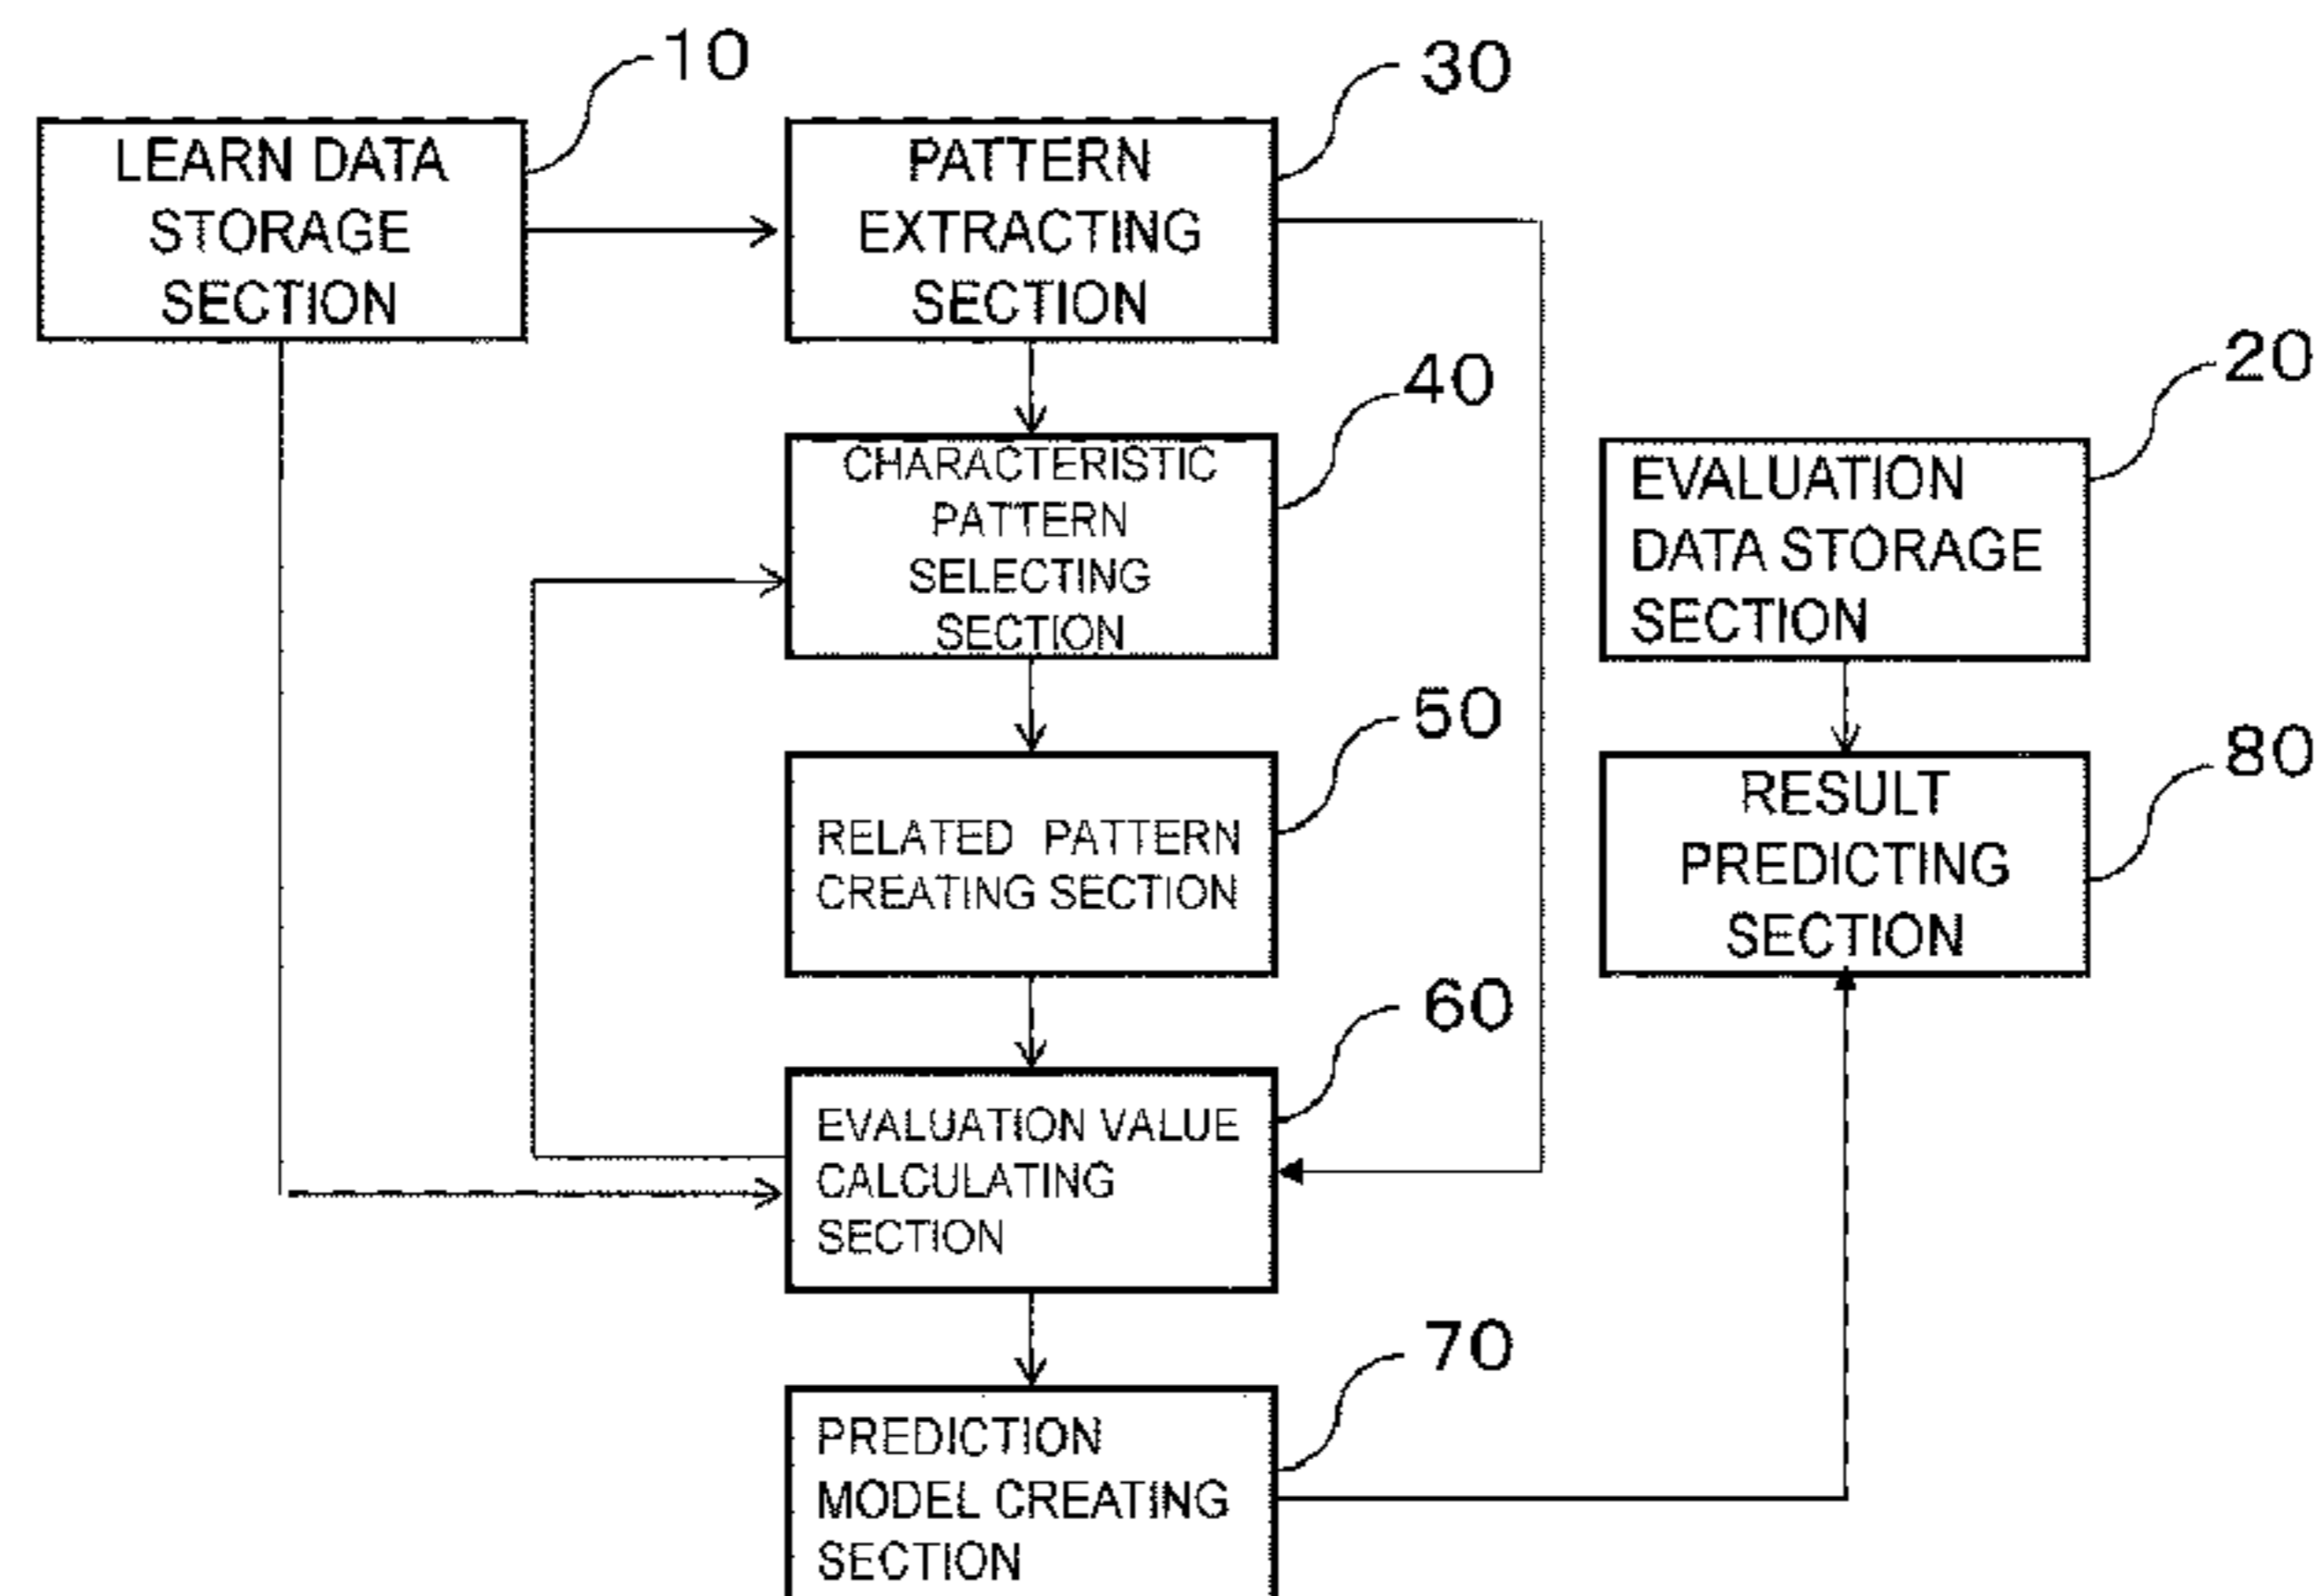 10
LEARN DATA
STORAGE
SECTION
30
PATTERN
EXTRACTING
SECTION
40
CHARACTERISTIC
PATTERN
SELECTING
SECTION
20
EVALUATION
DATA STORAGE
SECTION
50
RELATED PATTERN
CREATING SECTION
80
RESULT
PREDICTING
SECTION
60
EVALUATION VALUE
CALCULATING
SECTION
70
PREDICTION
MODEL CREATING
SECTION